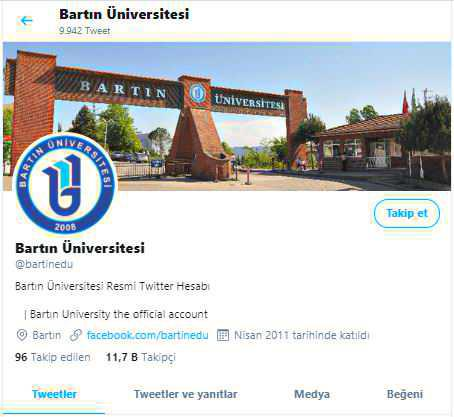 Bartın Üniversitesi
9.942 Tweet
BARTIN ÜNİVERSİTESİ
BARTIN ÜNİVERSİTESİ
2008
Takip et
Bartın Üniversitesi
@bartinedu
Bartın Üniversitesi Resmi Twitter Hesabı
| Bartın University the official account
Bartın facebook.com/bartinedu Nisan 2011 tarihinde katıldı
96 Takip edilen 11,7 B Takipçi
Tweetler Tweetler ve yanıtlar Medya Beğeni